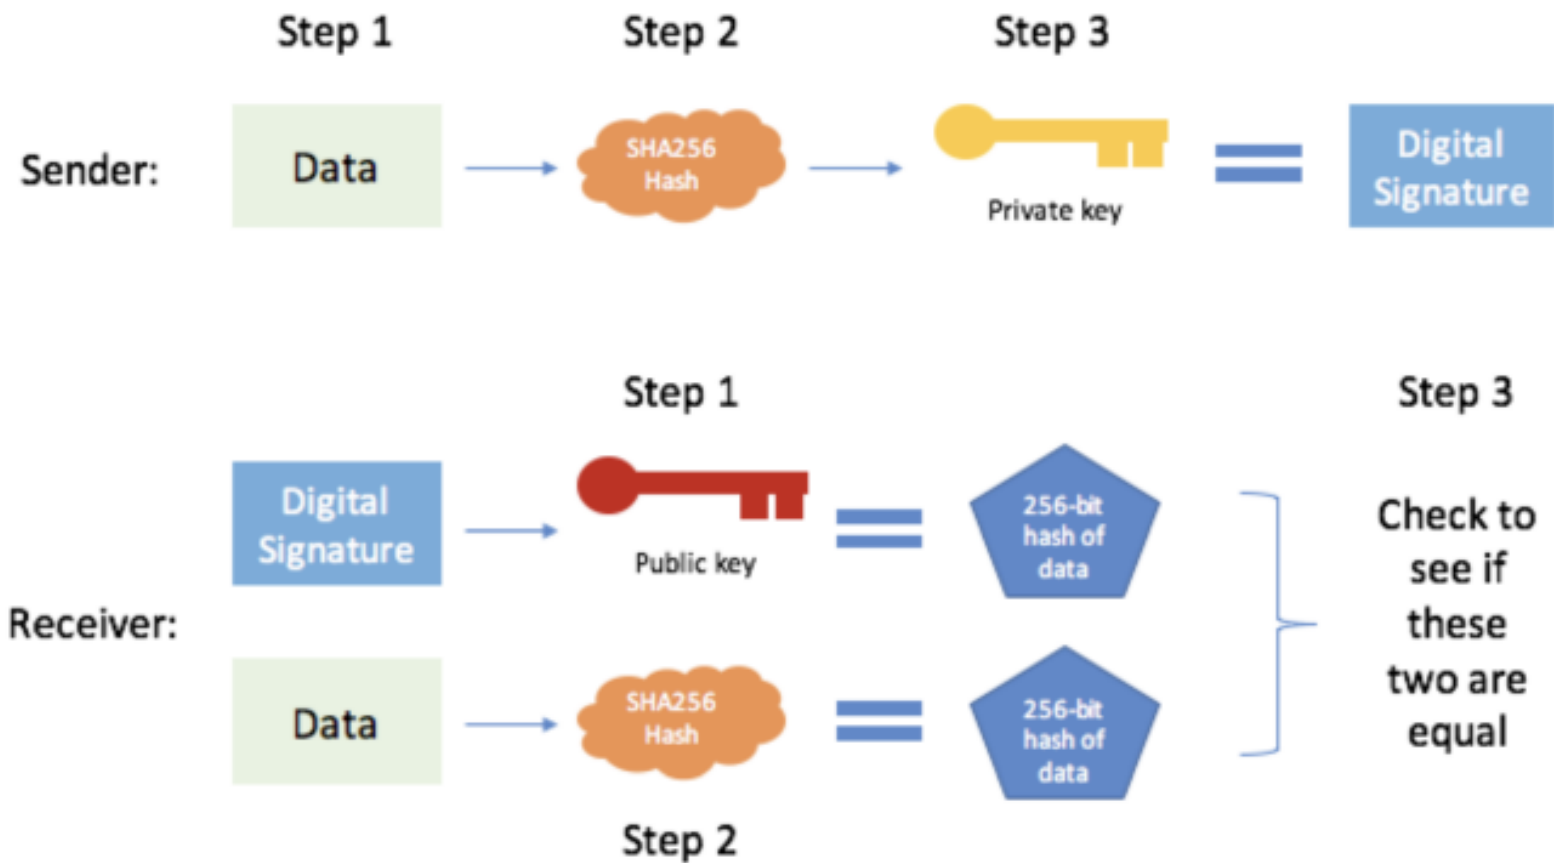 Step 1
Step 2
Step 3
Sender:
Data
SHA256
Hash
Private key
Digital
Signature
Step 1
Step 3
Receiver:
Digital
Signature
Public key
256-bit
hash of
data
Data
SHA256
Hash
256-bit
hash of
data
Check to
see if
these
two are
equal
Step 2